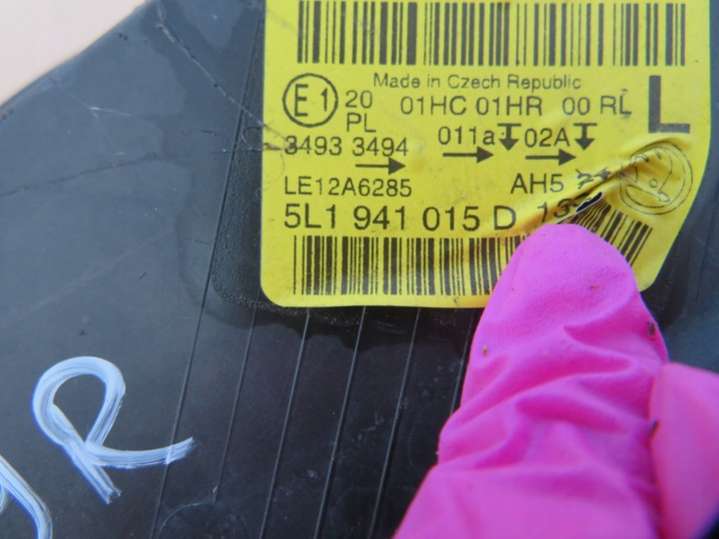 Made in Czech Republic
E1 20 PL 01HC 01HR 00 RL L
3493 3494 011a 02A
LE12A6285 AH5
5L1 941 015 D
R